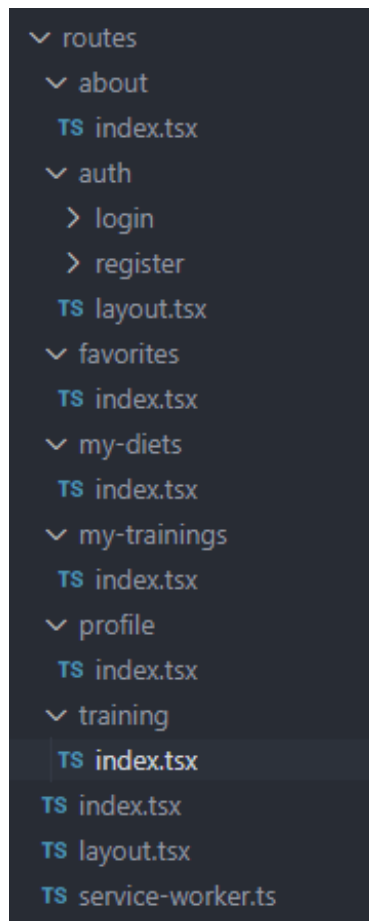 routes
about
TS index.tsx
auth
login
register
TS layout.tsx
favorites
TS index.tsx
my-diets
TS index.tsx
my-trainings
TS index.tsx
profile
TS index.tsx
training
TS index.tsx
TS index.tsx
TS layout.tsx
TS service-worker.ts